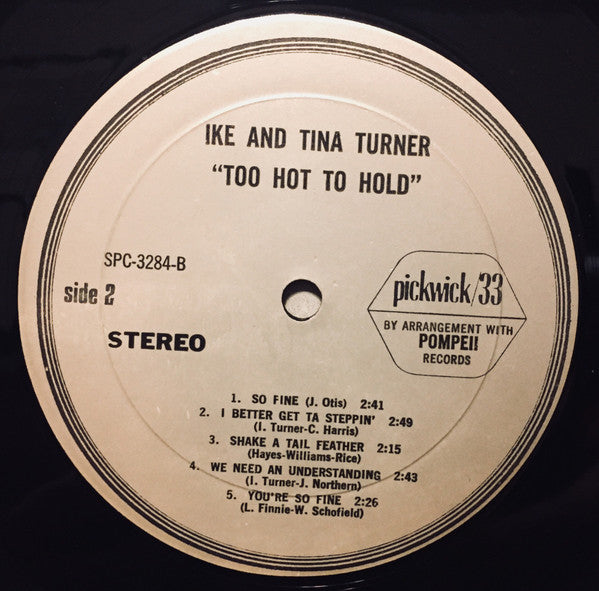 IKE AND TINA TURNER
"TOO HOT TO HOLD"
SPC-3284-B
side 2
STEREO
pickwick/33
BY ARRANGEMENT WITH
POMPEII
RECORDS
1. SO FINE (J. Otis) 2:41
2. I BETTER GET TA STEPPIN' 2:49
(I. Turner-C. Harris)
3. SHAKE A TAIL FEATHER 2:15
(Hayes-Williams-Rice)
4. WE NEED AN UNDERSTANDING 2:43
(I. Turner-J. Northern)
5. YOU'RE SO FINE 2:26
(L. Finnie-W. Schofield)